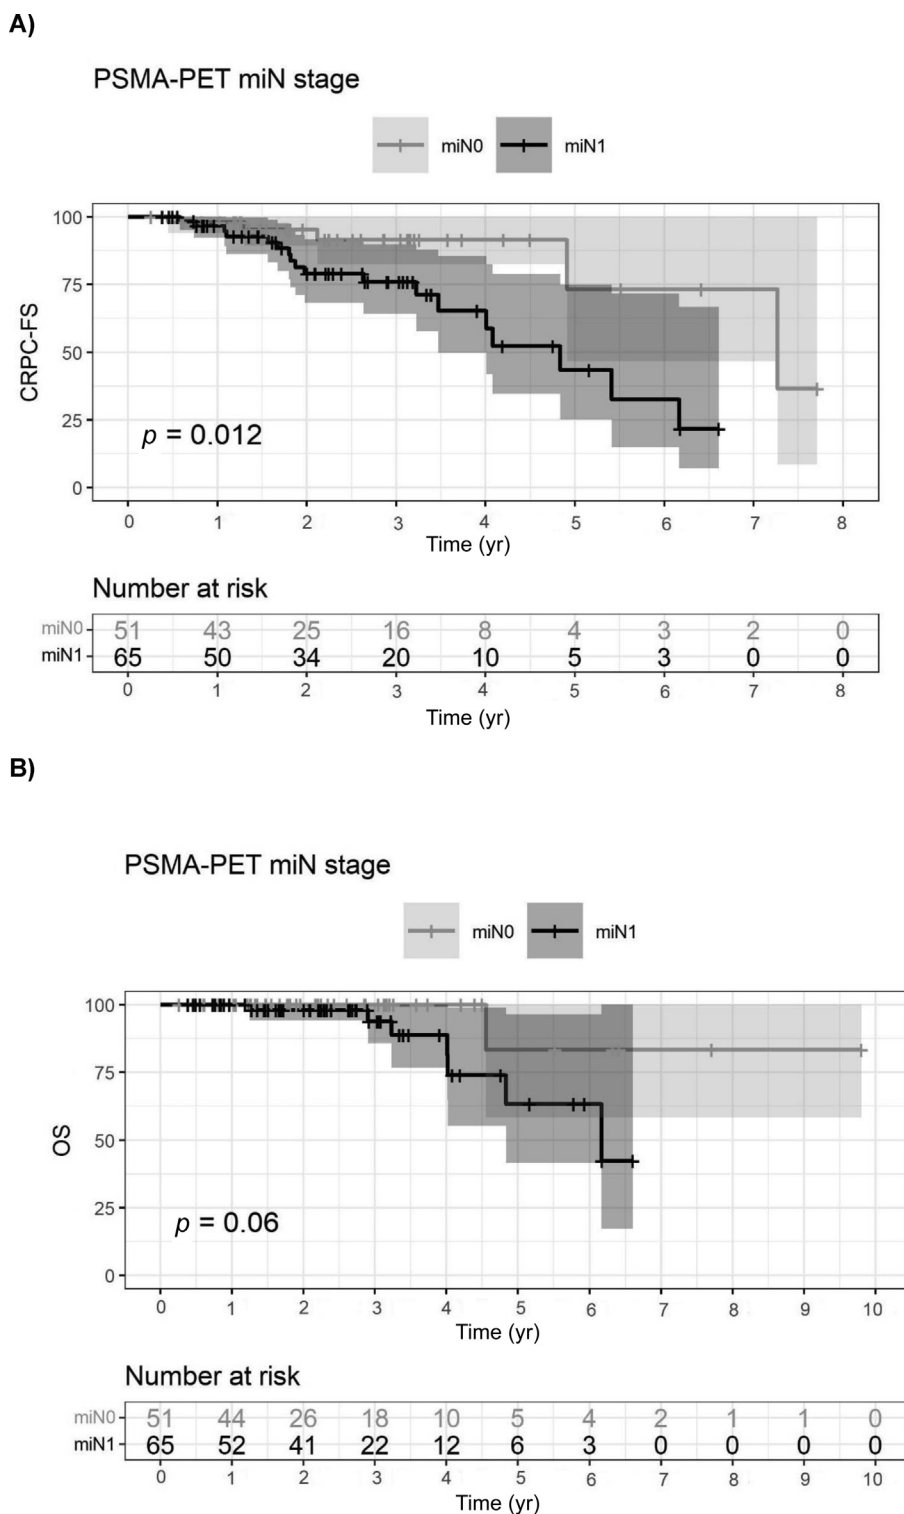 A)
PSMA-PET miN stage
miN0 miN1
CRPC-FS
100
75
50
25
0
p = 0.012
0 1 2 3 4 5 6 7 8
Time (yr)
Number at risk
miN0 51 43 25 16 8 4 3 2 0
miN1 65 50 34 20 10 5 3 0 0
0 1 2 3 4 5 6 7 8
Time (yr)
B)
PSMA-PET miN stage
miN0 miN1
OS
100
75
50
25
0
p = 0.06
0 1 2 3 4 5 6 7 8 9 10
Time (yr)
Number at risk
miN0 51 44 26 18 10 5 4 2 1 1 0
miN1 65 52 41 22 12 6 3 0 0 0 0
0 1 2 3 4 5 6 7 8 9 10
Time (yr)